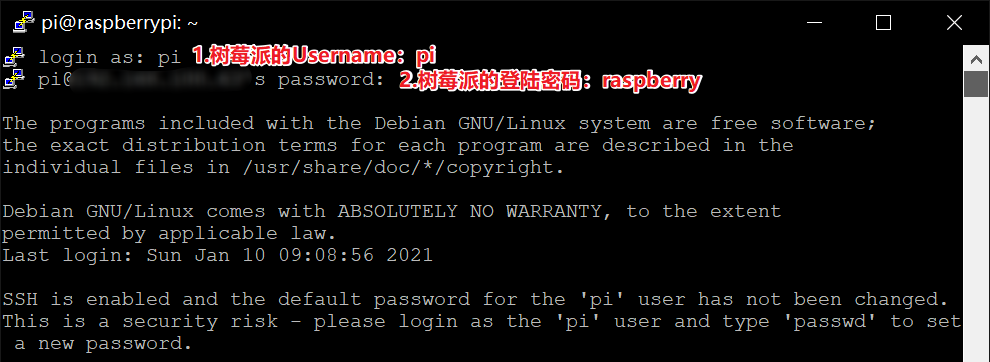 pi@raspberrypi: ~
login as: pi 1.树莓派的Username：pi
pi@ 's password: 2.树莓派的登陆密码：raspberry
The programs included with the Debian GNU/Linux system are free software;
the exact distribution terms for each program are described in the
individual files in /usr/share/doc/*/copyright.
Debian GNU/Linux comes with ABSOLUTELY NO WARRANTY, to the extent
permitted by applicable law.
Last login: Sun Jan 10 09:08:56 2021
SSH is enabled and the default password for the 'pi' user has not been changed.
This is a security risk - please login as the 'pi' user and type 'passwd' to set
a new password.